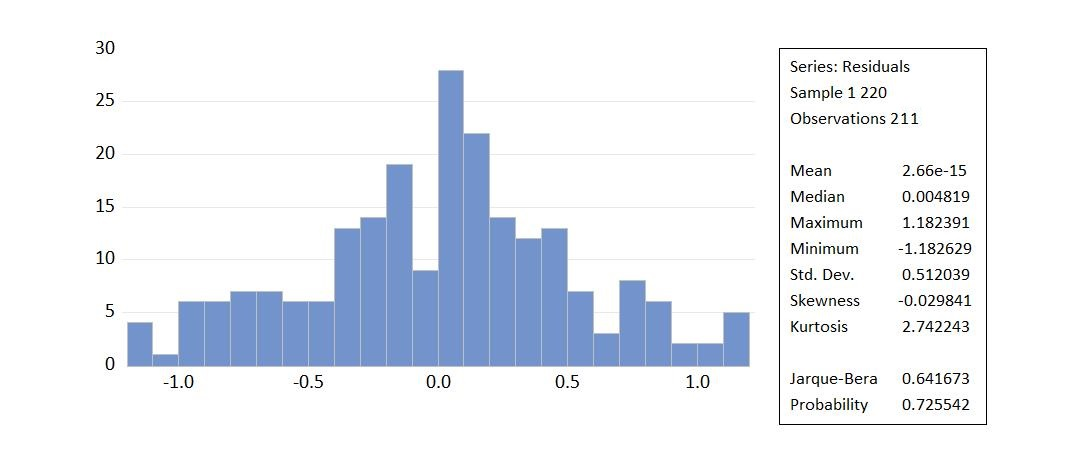 30
25
20
15
10
5
0
-1.0 -0.5 0.0 0.5 1.0
Series: Residuals
Sample 1 220
Observations 211
Mean 2.66e-15
Median 0.004819
Maximum 1.182391
Minimum -1.182629
Std. Dev. 0.512039
Skewness -0.029841
Kurtosis 2.742243
Jarque-Bera 0.641673
Probability 0.725542